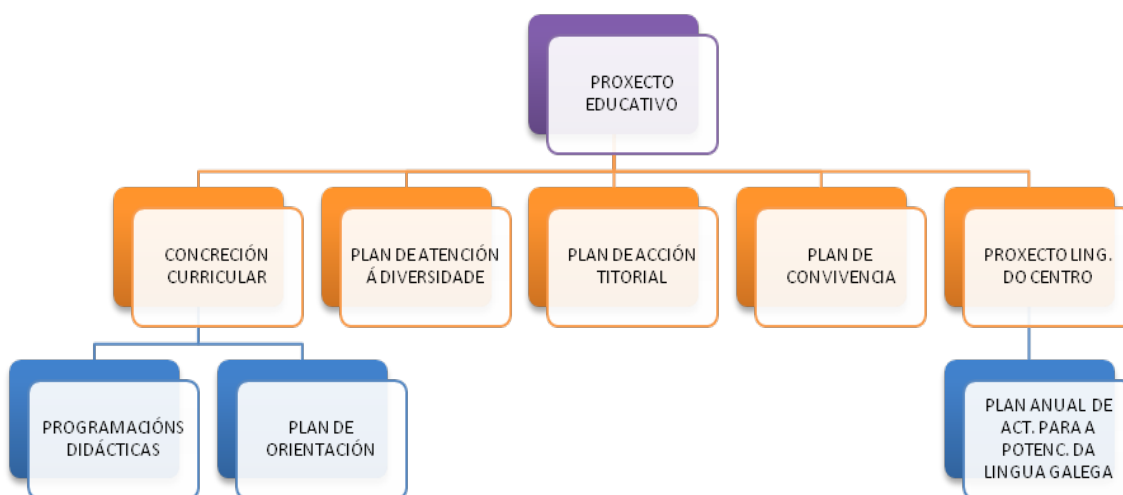 PROXECTO
EDUCATIVO
CONCRECIÓN
CURRICULAR
PLAN DE ATENCIÓN
Á DIVERSIDADE
PLAN DE ACCIÓN
TITORIAL
PLAN DE
CONVIVENCIA
PROXECTO LING.
DO CENTRO
PROGRAMACIÓNS
DIDÁCTICAS
PLAN DE
ORIENTACIÓN
PLAN ANUAL DE
ACT. PARA A
POTENC. DA
LINGUA GALEGA